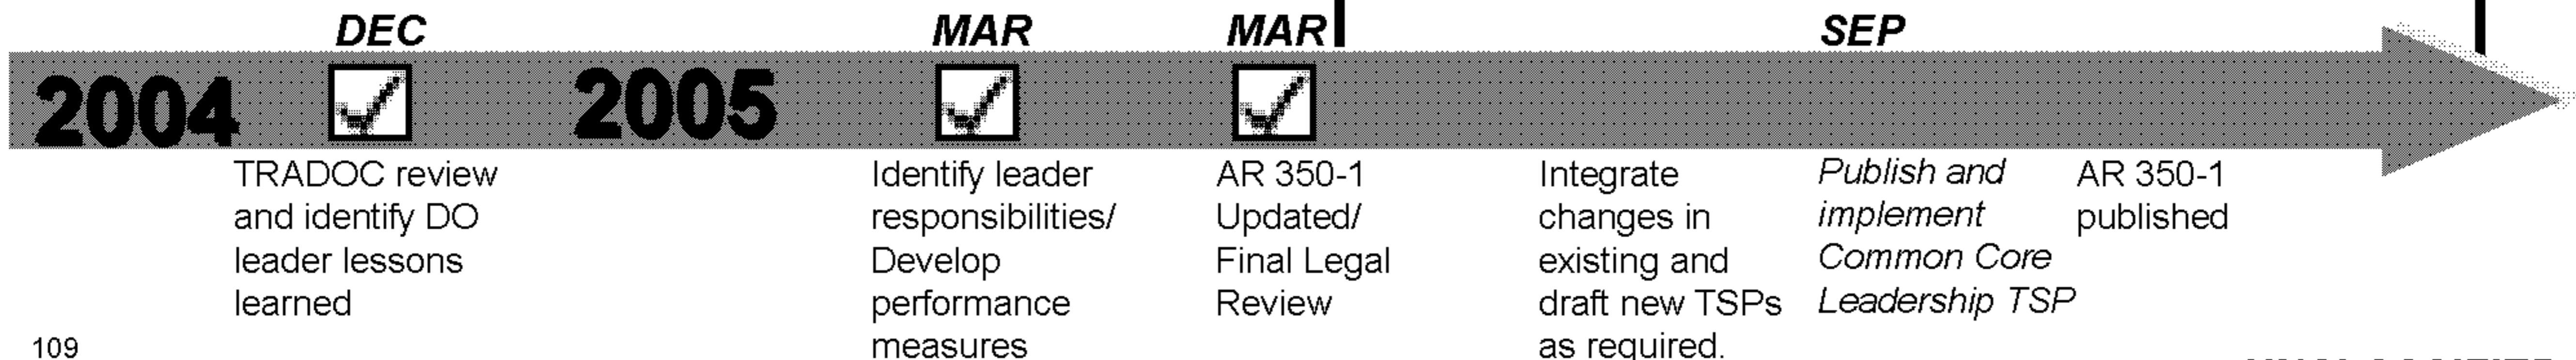 DEC
MAR
MAR
SEP
2004
2005
TRADOC review
and identify DO
leader lessons
learned
Identify leader
responsibilities/
Develop
performance
measures
AR 350-1
Updated/
Final Legal
Review
Integrate
changes in
existing and
draft new TSPs
as required.
Publish and
implement
Common Core
Leadership TSP
AR 350-1
published
109